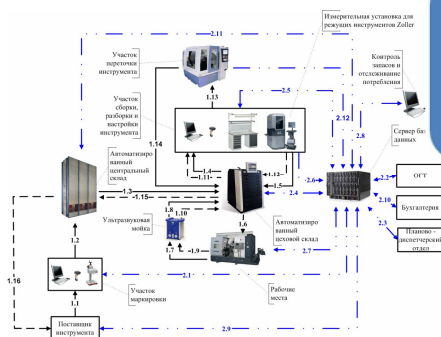 2.11
Участок
переточки
инструмента
Измерительная установка для
режущих инструментов Zoller
Контроль
запасов и
отслеживание
потребления
Участок
сборки,
разборки и
настройки
инструмента
1.13
2.5
2.12
2.8
Сервер баз
данных
1.14
Автоматизиро
ванный
центральный
склад
1.4
1.11
1.12
1.5
2.6
2.2
ОГТ
1.3
1.15
2.4
2.10
Бухгалтерия
1.8
1.10
Ультразвуковая
мойка
1.6
Автоматизиро
ванный
цеховой склад
2.3
Планово -
диспетчерский
отдел
1.2
1.7
1.9
2.7
2.1
Рабочие
места
1.16
Участок
маркировки
1.1
Поставщик
инструмента
2.9